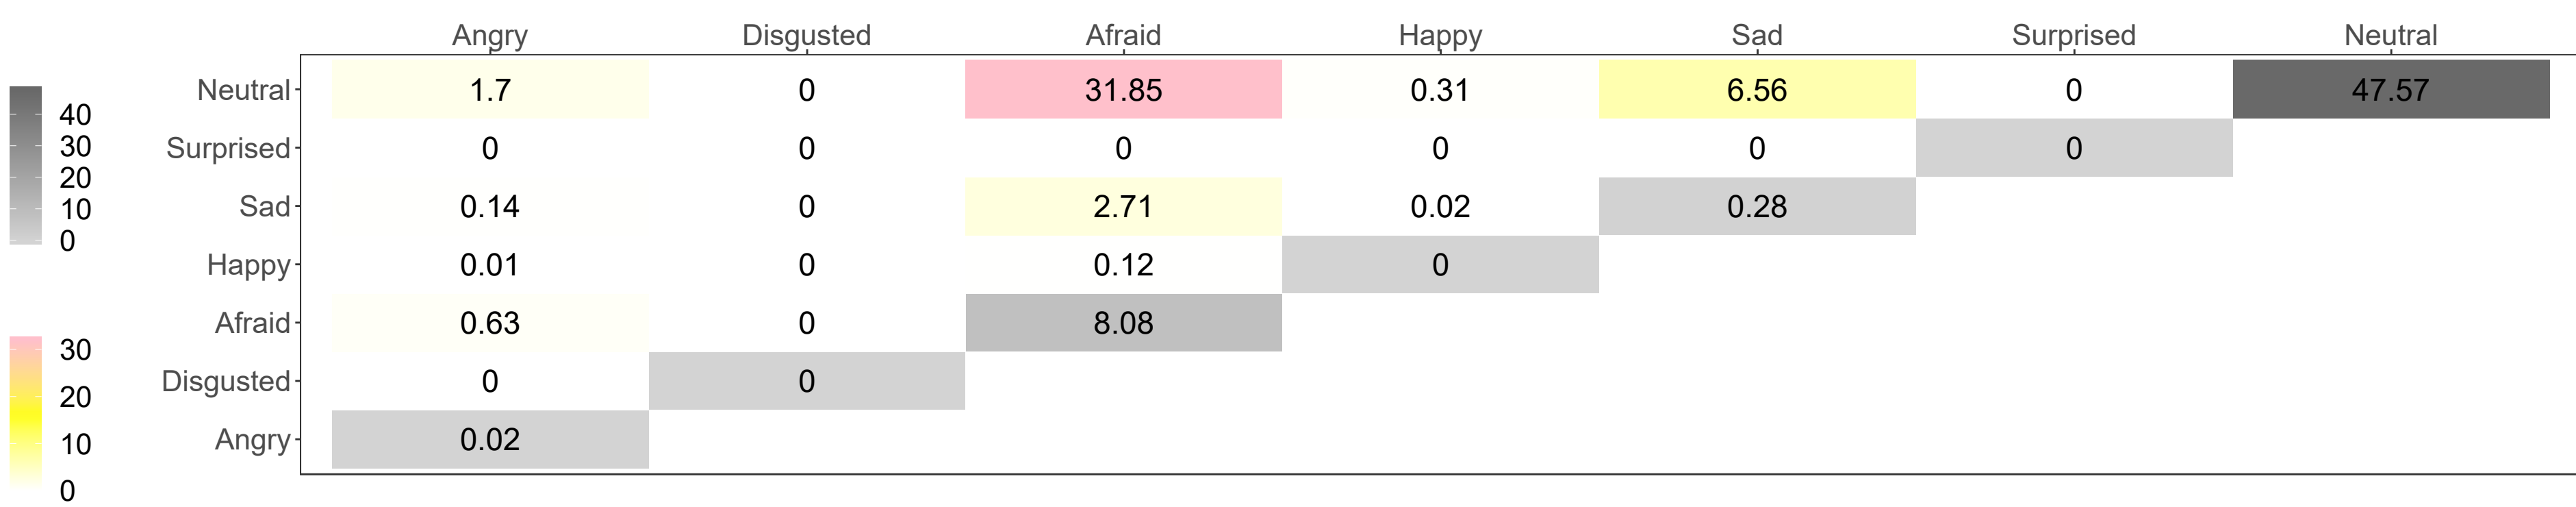 Angry Disgusted Afraid Happy Sad Surprised Neutral
Neutral 1.7 0 31.85 0.31 6.56 0 47.57
Surprised 0 0 0 0 0 0
Sad 0.14 0 2.71 0.02 0.28
Happy 0.01 0 0.12 0
Afraid 0.63 0 8.08
Disgusted 0 0
Angry 0.02
40
30
20
10
0
30
20
10
0